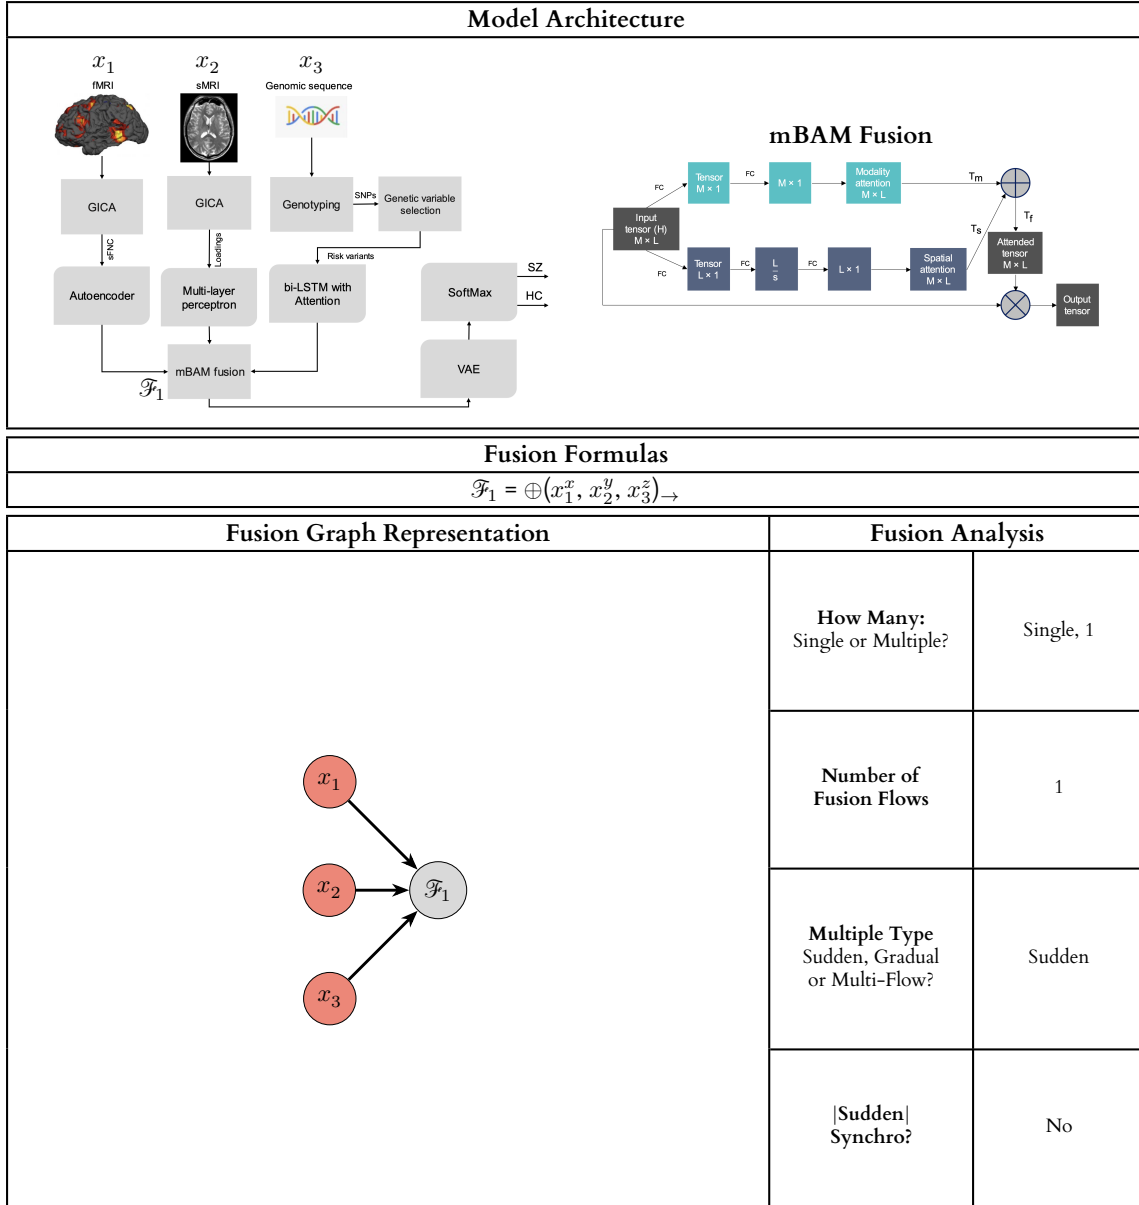 Model Architecture
x1 x2 x3
fMRI sMRI Genomic sequence
GICA
GICA
Genotyping
SNPs
Genetic variable
selection
sFNC
Loadings
Risk variants
Autoencoder
Multi-layer
perceptron
bi-LSTM with
Attention
SoftMax
SZ
HC
ℱ1
mBAM fusion
VAE
mBAM Fusion
Input
tensor (H)
M × L
FC
Tensor
M × 1
FC
M × 1
Modality
attention
M × L
Tm
FC
Tensor
L × 1
FC
L/s
FC
L × 1
Spatial
attention
M × L
Ts
Tf
Attended
tensor
M × L
Output
tensor
Fusion Formulas
ℱ1 = ⊕(x1^x, x2^y, x3^z)→
Fusion Graph Representation
x1
x2
x3
ℱ1
Fusion Analysis
How Many:
Single or Multiple?
Single, 1
Number of
Fusion Flows
1
Multiple Type
Sudden, Gradual
or Multi-Flow?
Sudden
|Sudden|
Synchro?
No